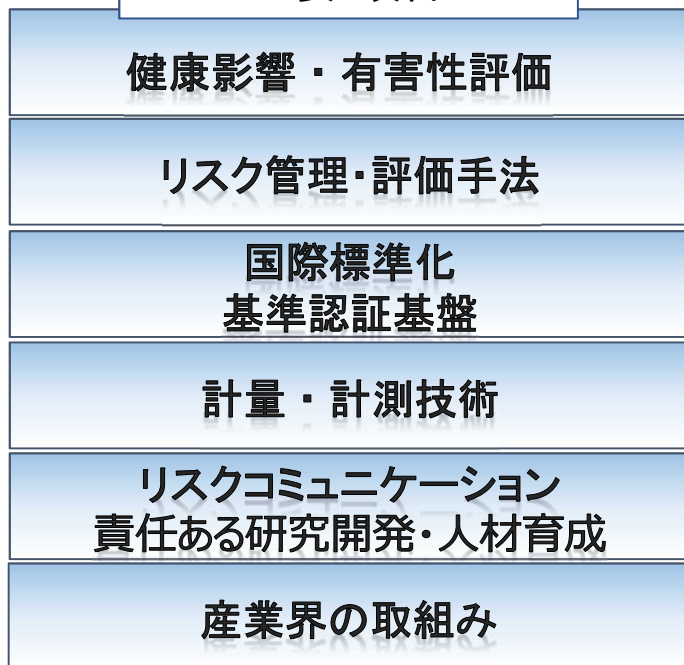 健康影響・有害性評価
リスク管理・評価手法
国際標準化
基準認証基盤
計量・計測技術
リスクコミュニケーション
責任ある研究開発・人材育成
産業界の取組み